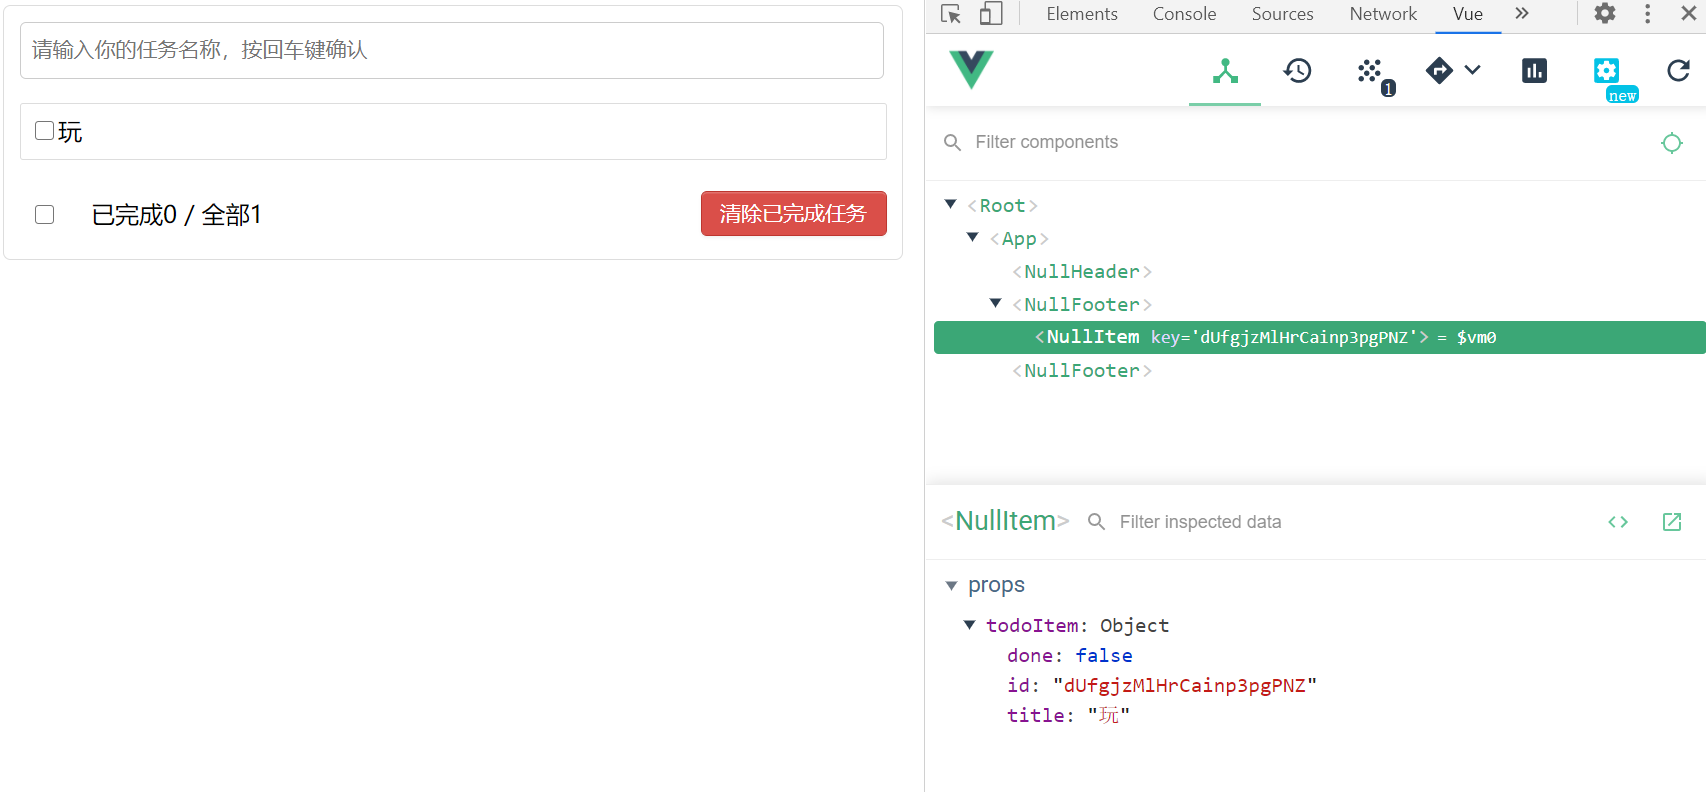 请输入你的任务名称，按回车键确认
玩
已完成0 / 全部1
清除已完成任务
Elements Console Sources Network Vue
1
new
Filter components
<Root>
<App>
<NullHeader>
<NullFooter>
<NullItem key='dUfgjzMlHrCainp3pgPNZ'> = $vm0
<NullFooter>
<NullItem> Filter inspected data
props
todoItem: Object
done: false
id: "dUfgjzMlHrCainp3pgPNZ"
title: "玩"